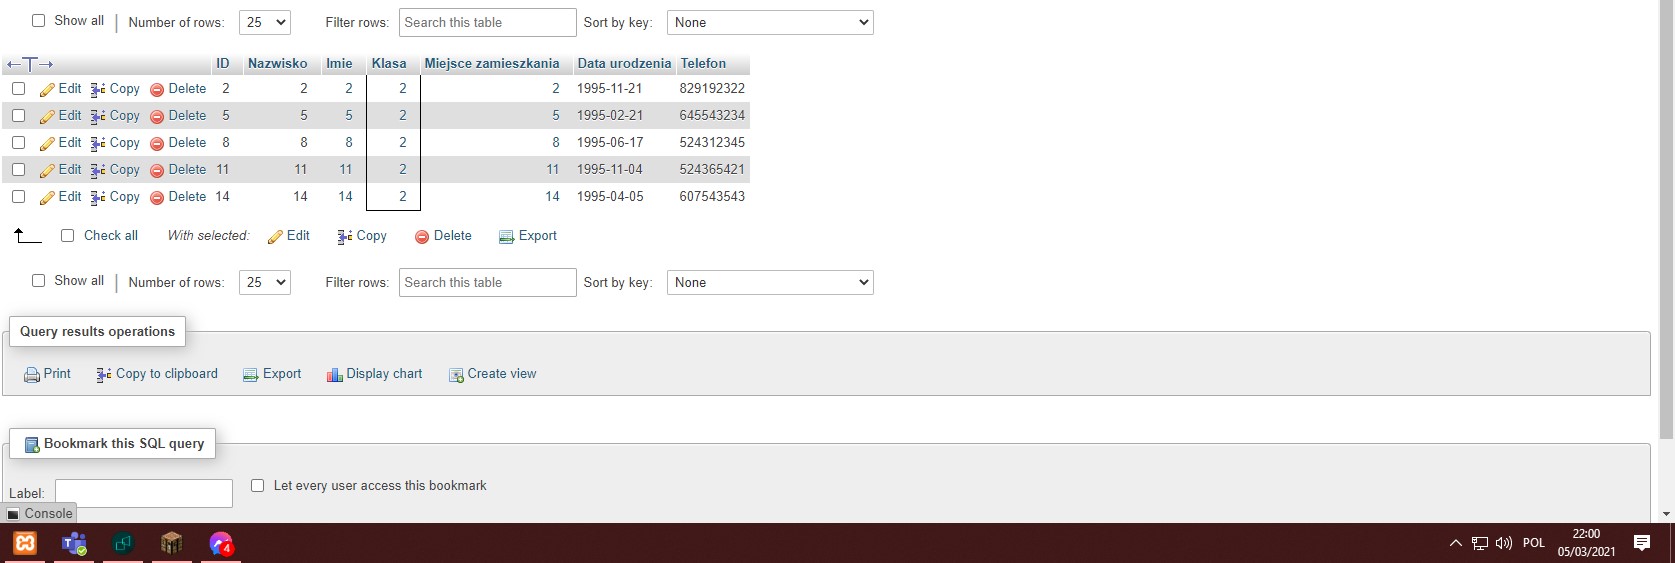 Show all Number of rows: 25 Filter rows: Search this table Sort by key: None
ID Nazwisko Imie Klasa Miejsce zamieszkania Data urodzenia Telefon
Edit Copy Delete 2 2 2 2 2 1995-11-21 829192322
Edit Copy Delete 5 5 5 2 5 1995-02-21 645543234
Edit Copy Delete 8 8 8 2 8 1995-06-17 524312345
Edit Copy Delete 11 11 11 2 11 1995-11-04 524365421
Edit Copy Delete 14 14 14 2 14 1995-04-05 607543543
Check all With selected: Edit Copy Delete Export
Show all Number of rows: 25 Filter rows: Search this table Sort by key: None
Query results operations
Print Copy to clipboard Export Display chart Create view
Bookmark this SQL query
Label: Let every user access this bookmark
Console
T 4 POL 22:00
05/03/2021